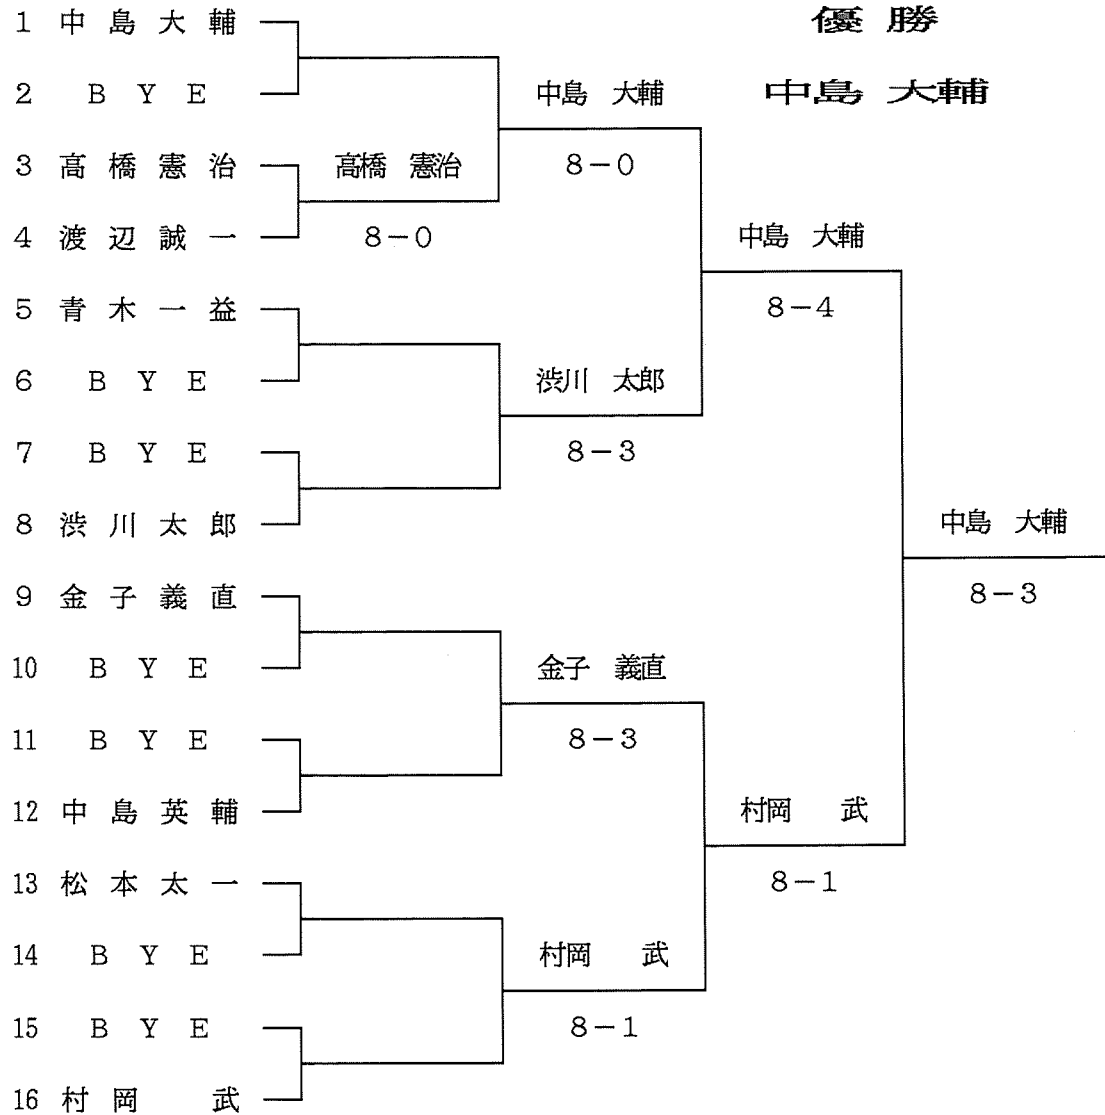 1 中島大輔
優勝
2 BYE
中島 大輔
中島 大輔
3 高橋憲治
高橋 憲治
8-0
4 渡辺誠一
8-0
中島 大輔
5 青木一益
8-4
6 BYE
渋川 太郎
7 BYE
8-3
8 渋川太郎
中島 大輔
9 金子義直
8-3
10 BYE
金子 義直
11 BYE
8-3
12 中島英輔
村岡 武
13 松本太一
8-1
14 BYE
村岡 武
15 BYE
8-1
16 村岡 武